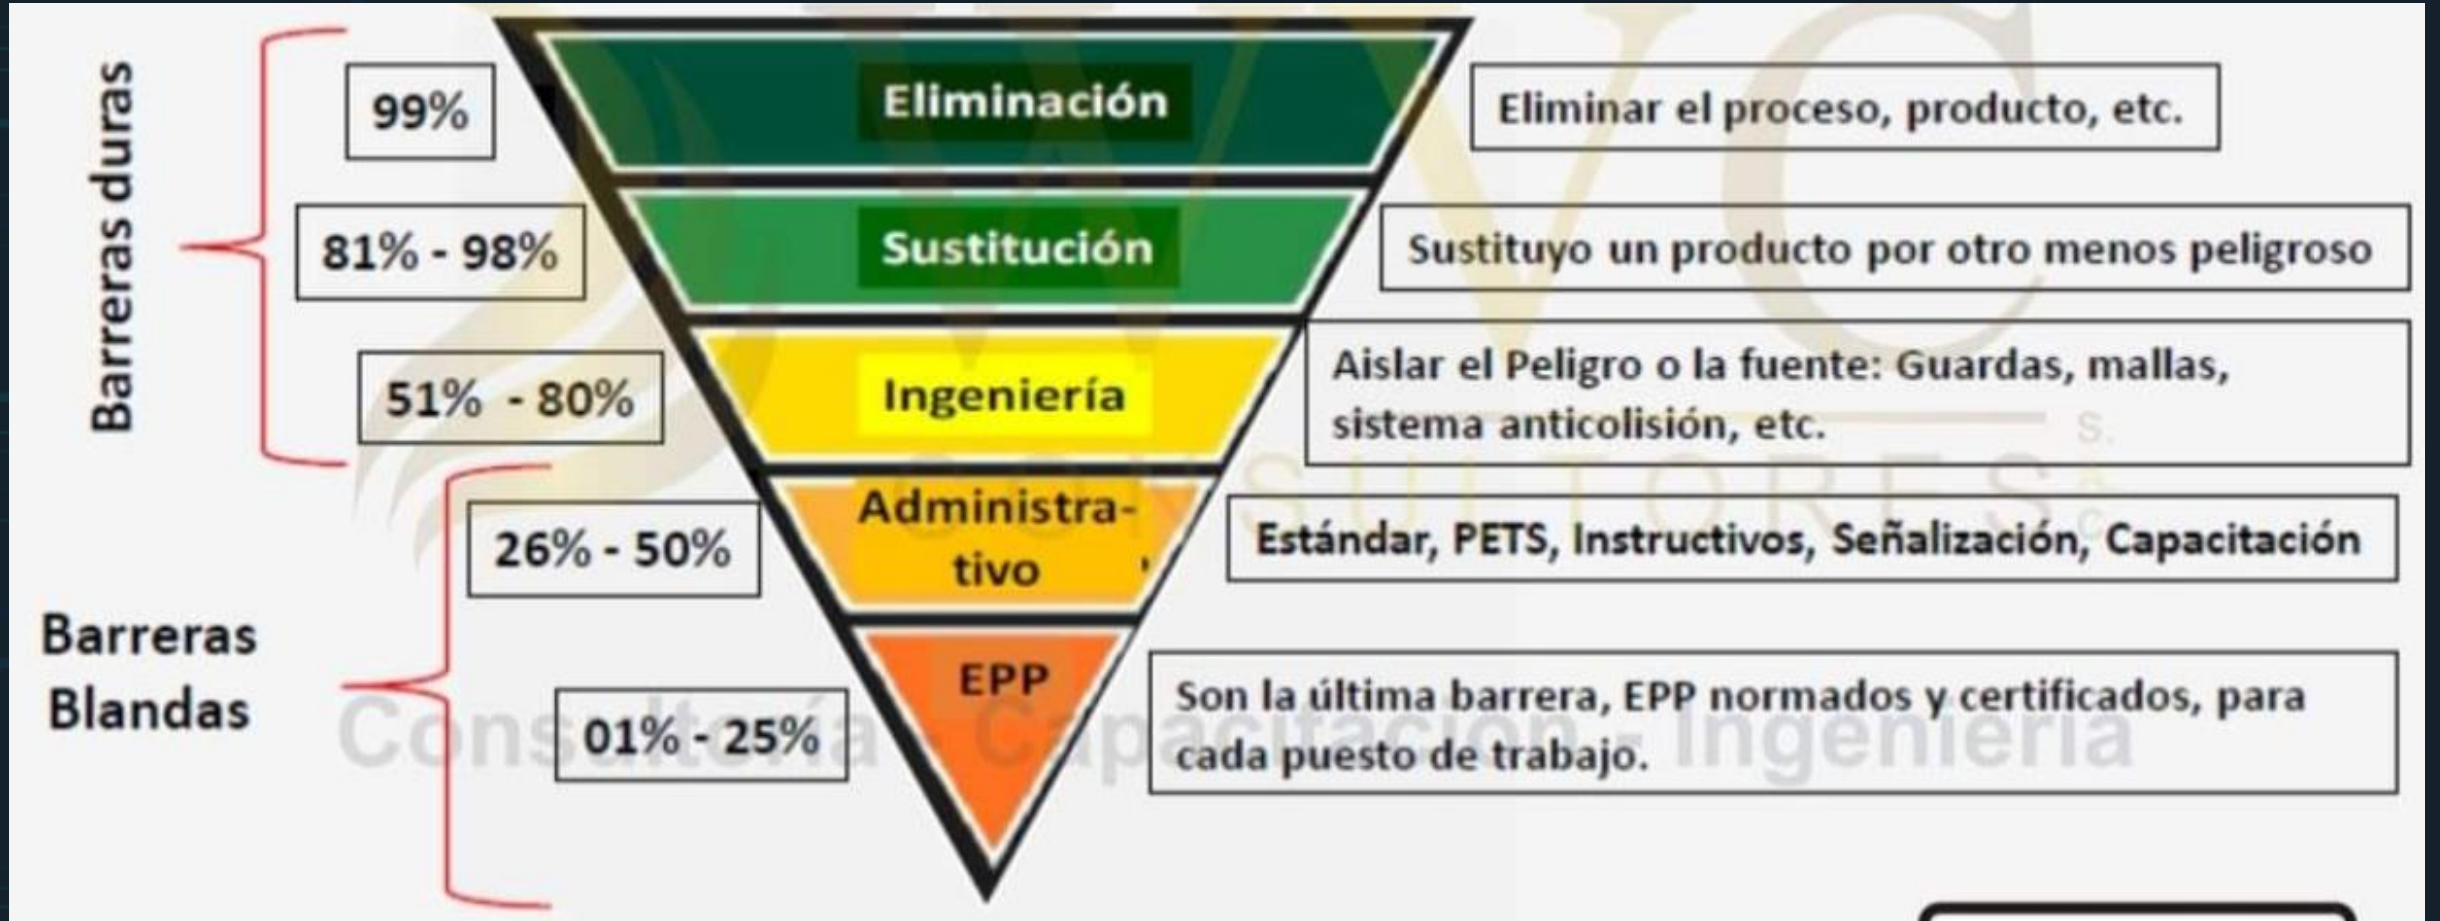 Barreras duras
99%
Eliminación
Eliminar el proceso, producto, etc.
81% - 98%
Sustitución
Sustituyo un producto por otro menos peligroso
51% - 80%
Ingeniería
Aislar el Peligro o la fuente: Guardas, mallas,
sistema anticolisión, etc.
26% - 50%
Administra-
tivo
Estándar, PETS, Instructivos, Señalización, Capacitación
Barreras
Blandas
01% - 25%
EPP
Son la última barrera, EPP normados y certificados, para
cada puesto de trabajo.
WC
CONSULTORES
S.A.C.
Consultoría - Capacitación - Ingeniería